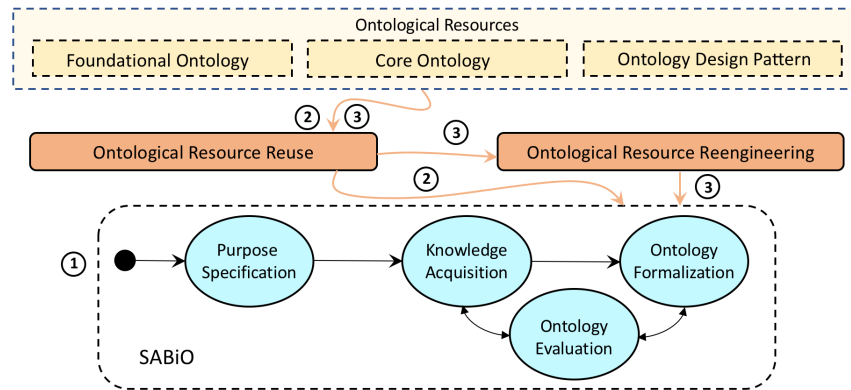 Ontological Resources
Foundational Ontology
Core Ontology
Ontology Design Pattern
2
3
3
Ontological Resource Reuse
Ontological Resource Reengineering
2
3
1
Purpose
Specification
Knowledge
Acquisition
Ontology
Formalization
Ontology
Evaluation
SABiO